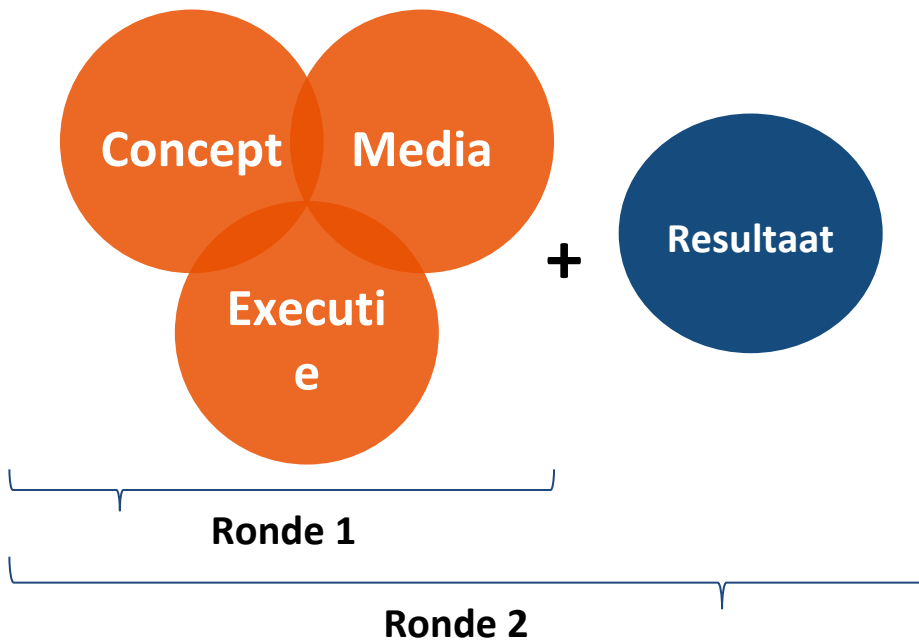 Concept
Media
Executi
e
+
Resultaat
Ronde 1
Ronde 2